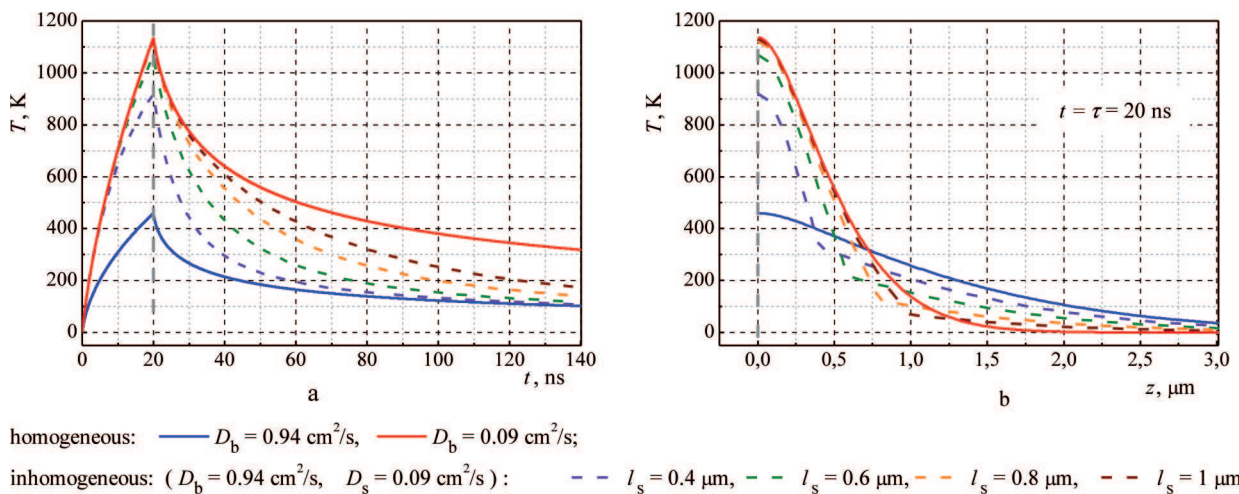 1200
1000
800
600
400
200
0
T, K
0 20 40 60 80 100 120 140
t, ns
a
1200
1000
800
600
400
200
0
T, K
t = τ = 20 ns
0,0 0,5 1,0 1,5 2,0 2,5 3,0
b
z, μm
homogeneous: D_b = 0.94 cm²/s, D_b = 0.09 cm²/s;
inhomogeneous: ( D_b = 0.94 cm²/s, D_s = 0.09 cm²/s ) : l_s = 0.4 μm, l_s = 0.6 μm, l_s = 0.8 μm, l_s = 1 μm